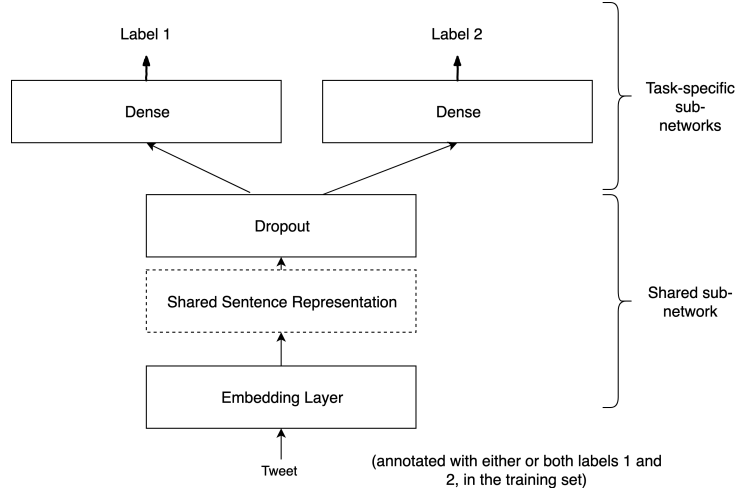 Label 1
Label 2
Dense
Dense
Task-specific
sub-
networks
Dropout
Shared Sentence Representation
Shared sub-
network
Embedding Layer
Tweet
(annotated with either or both labels 1 and
2, in the training set)